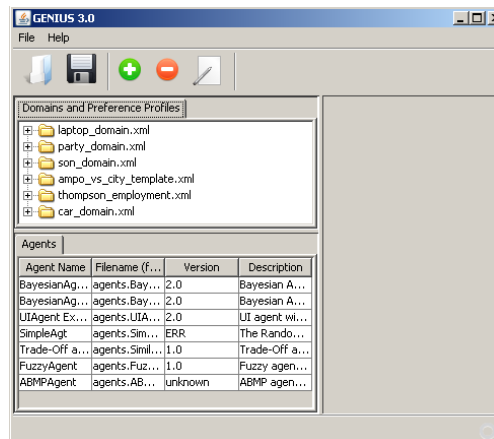 GENIUS 3.0
File Help
Domains and Preference Profiles
laptop_domain.xml
party_domain.xml
son_domain.xml
ampo_vs_city_template.xml
thompson_employment.xml
car_domain.xml
Agents
Agent Name Filename (f... Version Description
BayesianAg... agents.Bay... 2.0 Bayesian A...
BayesianAg... agents.Bay... 2.0 Bayesian A...
UIAgent Ex... agents.UIA... 2.0 UI agent wi...
SimpleAgt agents.Sim... ERR The Rando...
Trade-Off a... agents.Simil... 1.0 Trade-Off a...
FuzzyAgent agents.Fuz... 1.0 Fuzzy agen...
ABMPAgent agents.AB... unknown ABMP agen...